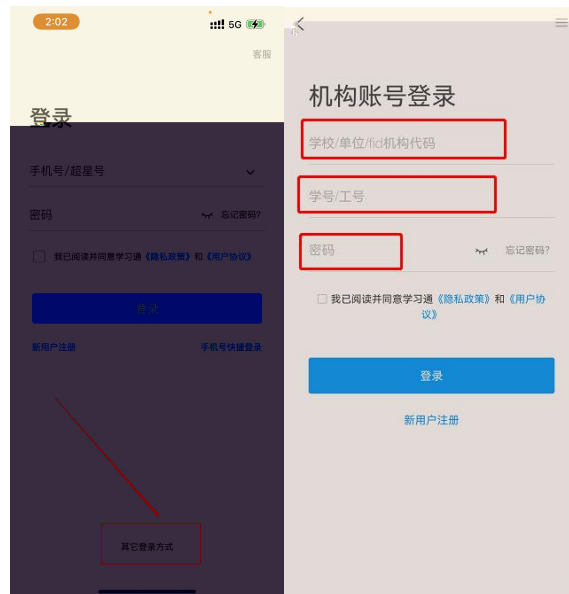 2:02
5G
客服
登录
手机号/超星号
密码
忘记密码?
我已阅读并同意学习通《隐私政策》和《用户协议》
登录
新用户注册
手机号快捷登录
其它登录方式
机构账号登录
学校/单位/fid机构代码
学号/工号
密码
忘记密码?
我已阅读并同意学习通《隐私政策》和《用户协
议》
登录
新用户注册